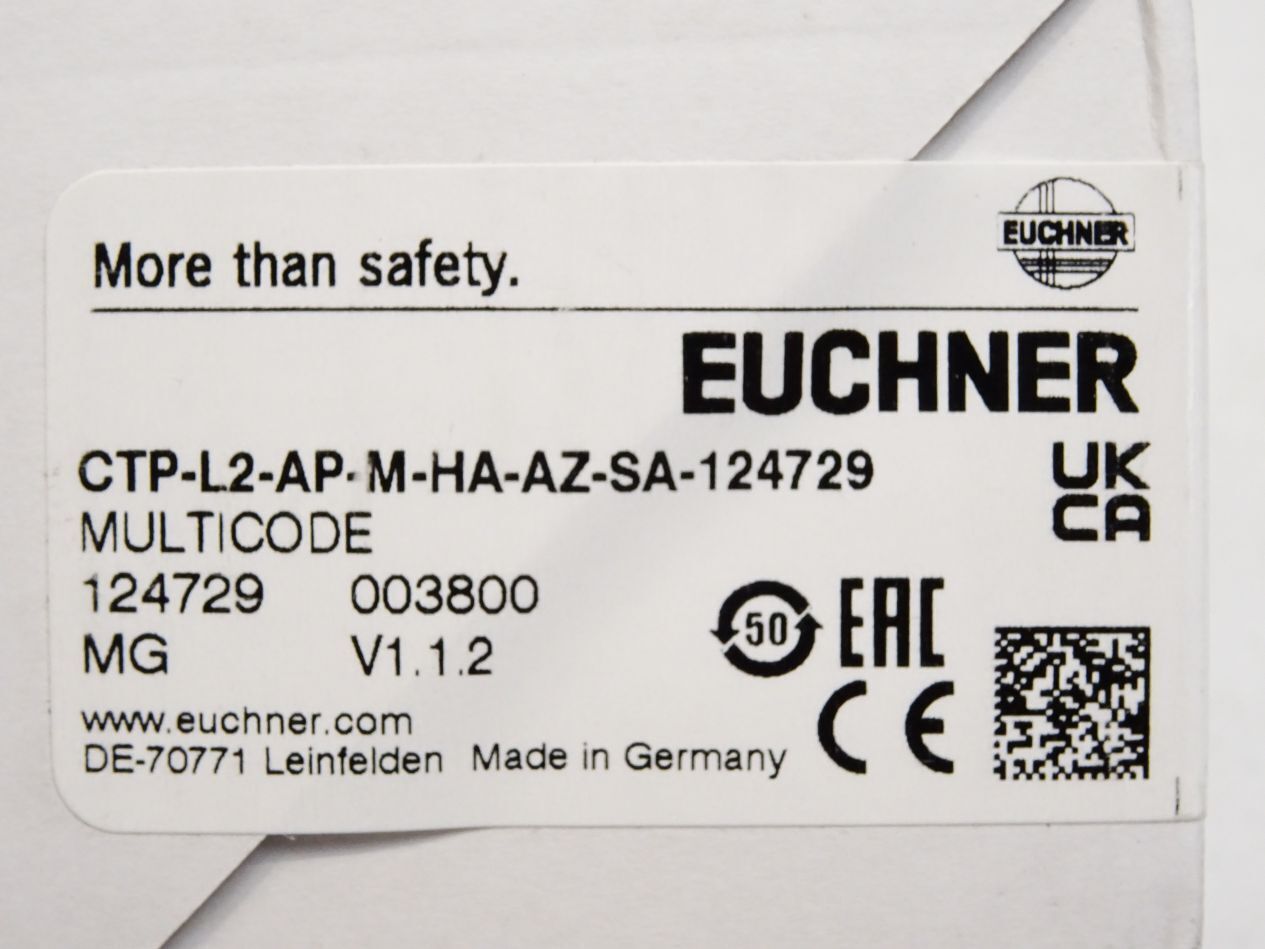 More than safety.
EUCHNER
EUCHNER
CTP-L2-AP-M-HA-AZ-SA-124729
UK
CA
MULTICODE
124729 003800
50 EAC
MG V1.1.2
CE
www.euchner.com
DE-70771 Leinfelden Made in Germany